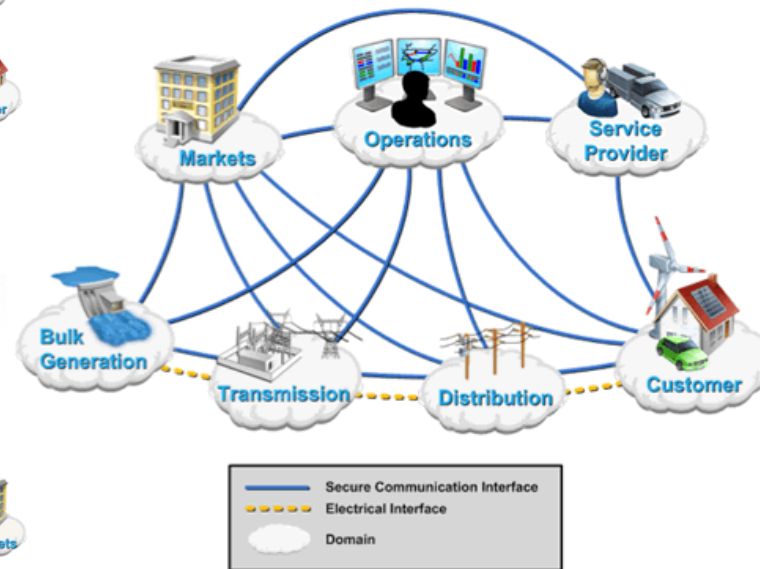 Markets
Operations
Service
Provider
Bulk
Generation
Transmission
Distribution
Customer
Secure Communication Interface
Electrical Interface
Domain